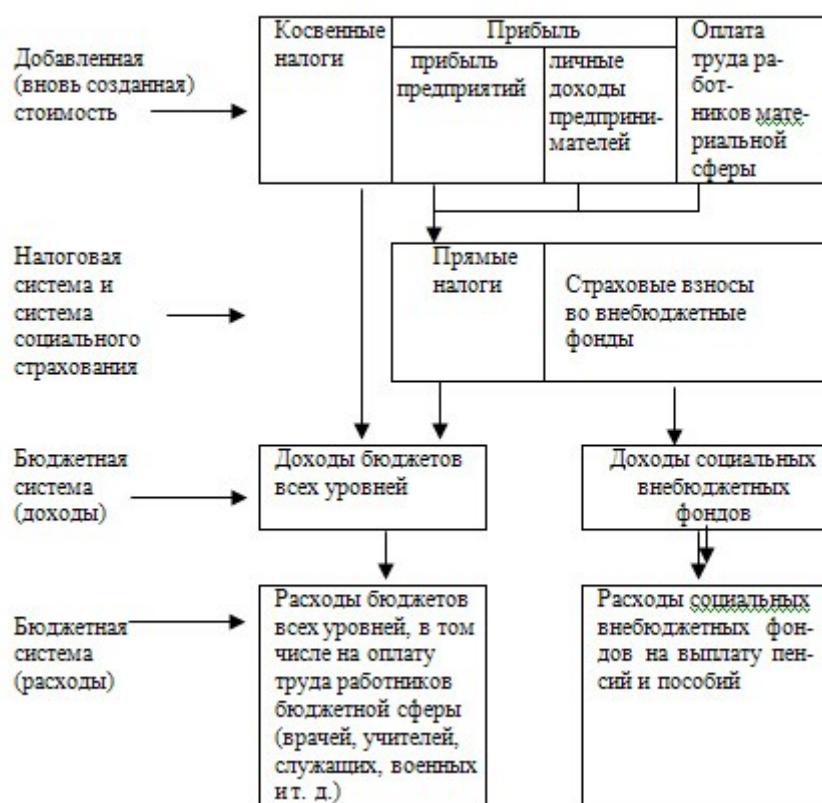 Добавленная
(вновь созданная)
стоимость
Косвенные
налоги
Прибыль
прибыль
предприятий
личные
доходы
предприни-
мателей
Оплата
труда ра-
бот-
ников мате-
риальной
сферы
Налоговая
система и
система
социального
страхования
Прямые
налоги
Страховые взносы
во внебюджетные
фонды
Бюджетная
система
(доходы)
Доходы бюджетов
всех уровней
Доходы социальных
внебюджетных
фондов
Бюджетная
система
(расходы)
Расходы бюджетов
всех уровней, в том
числе на оплату
труда работников
бюджетной сферы
(врачей, учителей,
служащих, военных
и т. д.)
Расходы социальных
внебюджетных фон-
дов на выплату пен-
сий и пособий